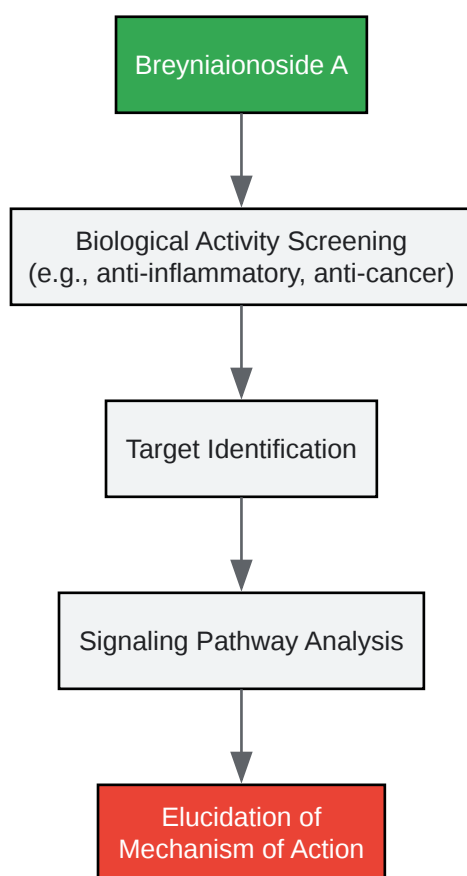 Breyniaionoside A
Biological Activity Screening
(e.g., anti-inflammatory, anti-cancer)
Target Identification
Signaling Pathway Analysis
Elucidation of
Mechanism of Action